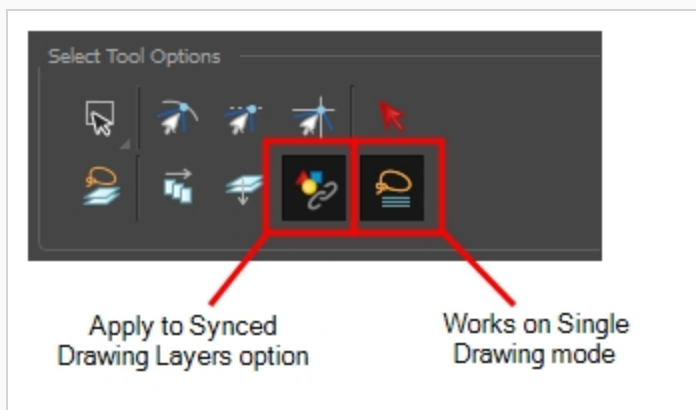 Select Tool Options
Apply to Synced
Drawing Layers option
Works on Single
Drawing mode